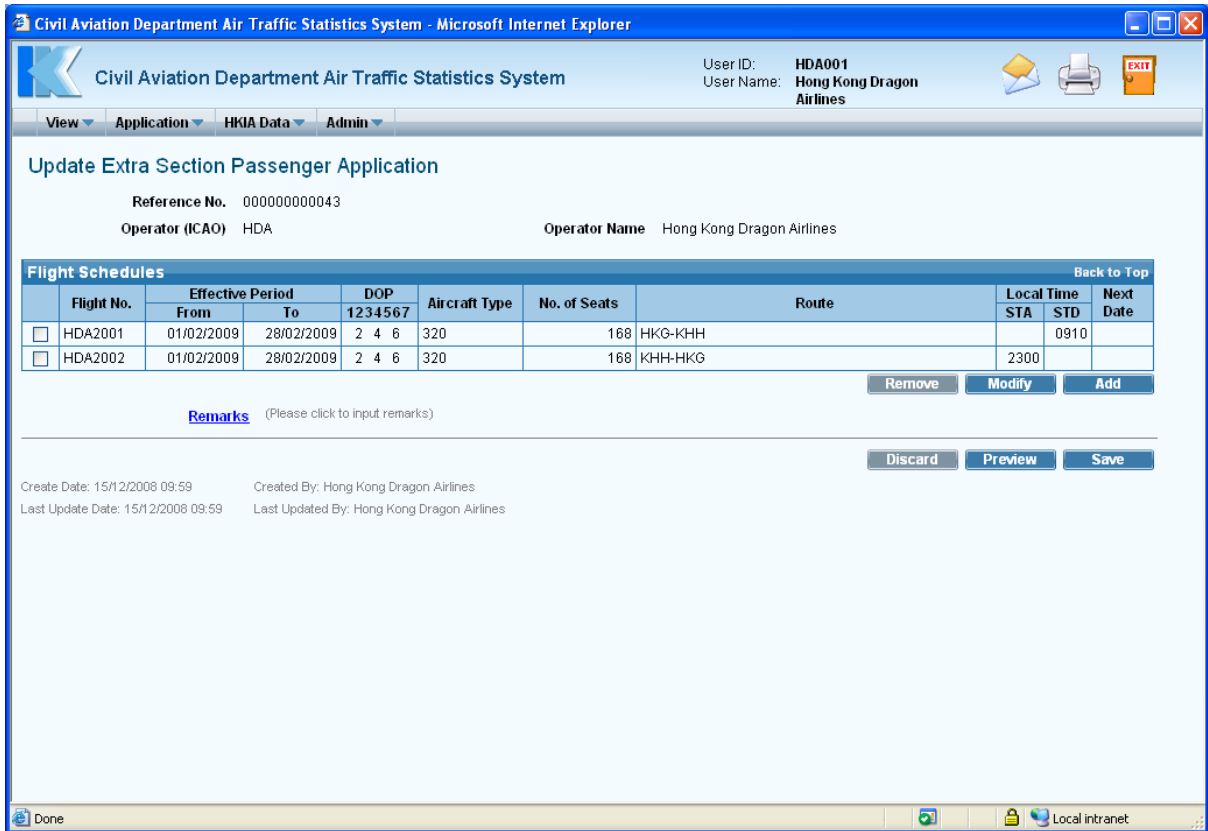 Civil Aviation Department Air Traffic Statistics System - Microsoft Internet Explorer
Civil Aviation Department Air Traffic Statistics System
User ID: HDA001
User Name: Hong Kong Dragon Airlines
EXIT
View Application HKIA Data Admin
Update Extra Section Passenger Application
Reference No. 000000000043
Operator (ICAO) HDA Operator Name Hong Kong Dragon Airlines
Flight Schedules Back to Top
Flight No. Effective Period DOP Aircraft Type No. of Seats Route Local Time Next Date
From To 1234567 STA STD
HDA2001 01/02/2009 28/02/2009 2 4 6 320 168 HKG-KHH 0910
HDA2002 01/02/2009 28/02/2009 2 4 6 320 168 KHH-HKG 2300
Remove Modify Add
Remarks (Please click to input remarks)
Discard Preview Save
Create Date: 15/12/2008 09:59 Created By: Hong Kong Dragon Airlines
Last Update Date: 15/12/2008 09:59 Last Updated By: Hong Kong Dragon Airlines
Done Local intranet